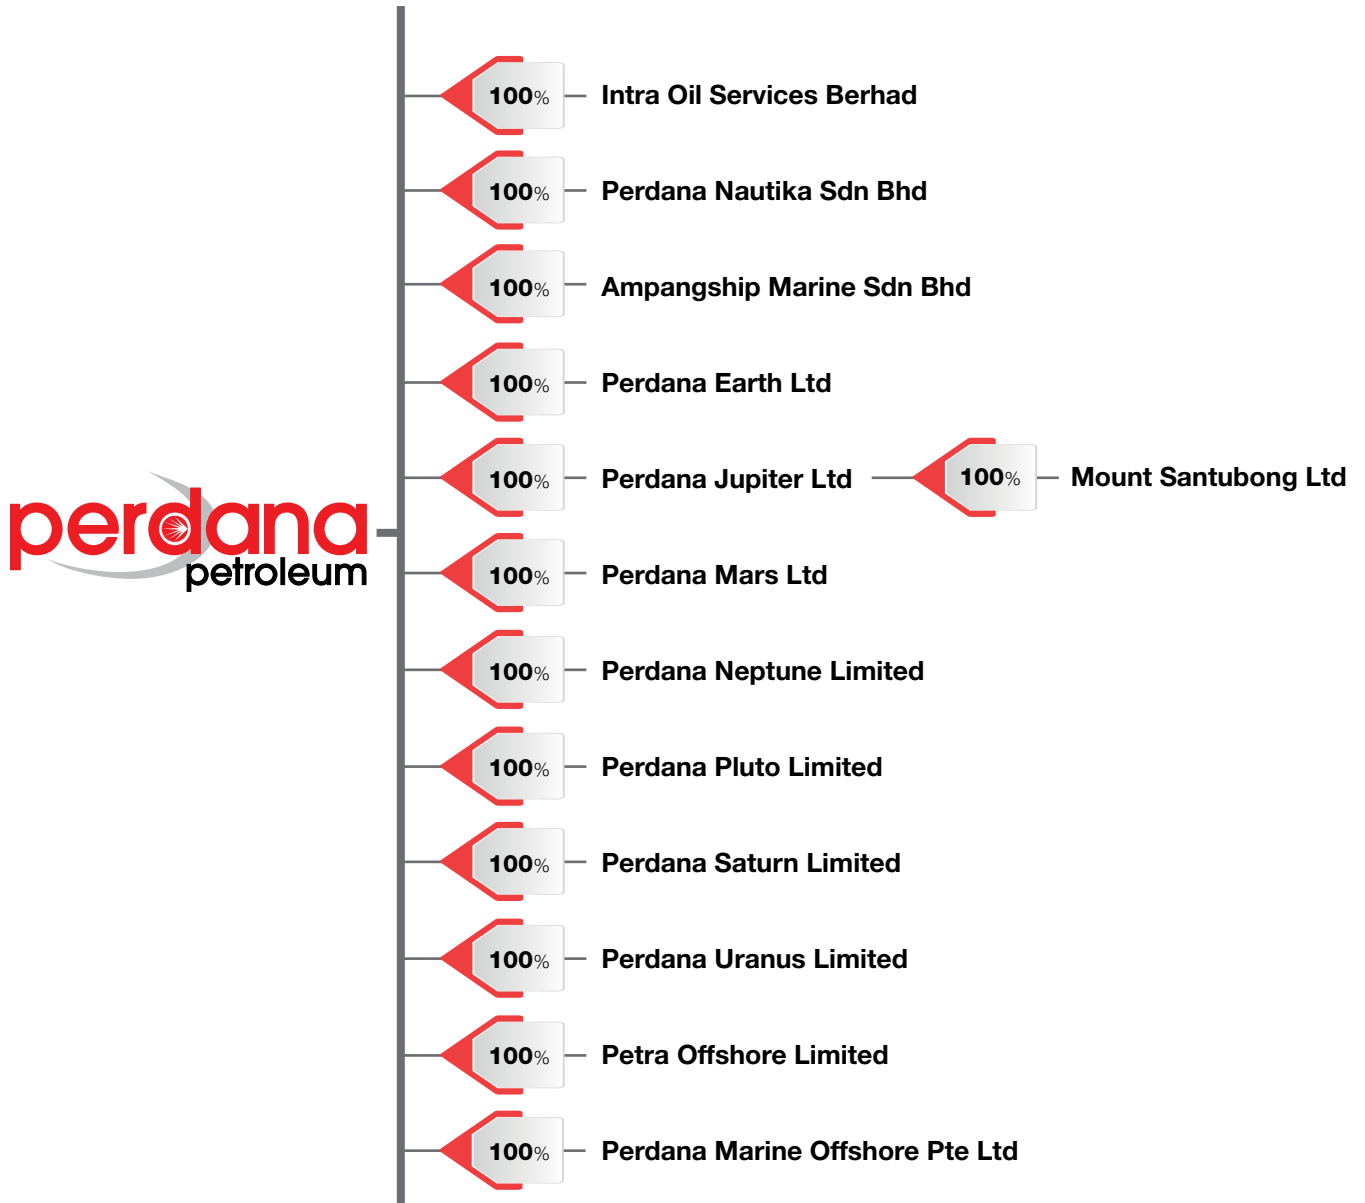 100% Intra Oil Services Berhad
100% Perdana Nautika Sdn Bhd
100% Ampangship Marine Sdn Bhd
100% Perdana Earth Ltd
100% Perdana Jupiter Ltd 100% Mount Santubong Ltd
perdana
petroleum
100% Perdana Mars Ltd
100% Perdana Neptune Limited
100% Perdana Pluto Limited
100% Perdana Saturn Limited
100% Perdana Uranus Limited
100% Petra Offshore Limited
100% Perdana Marine Offshore Pte Ltd